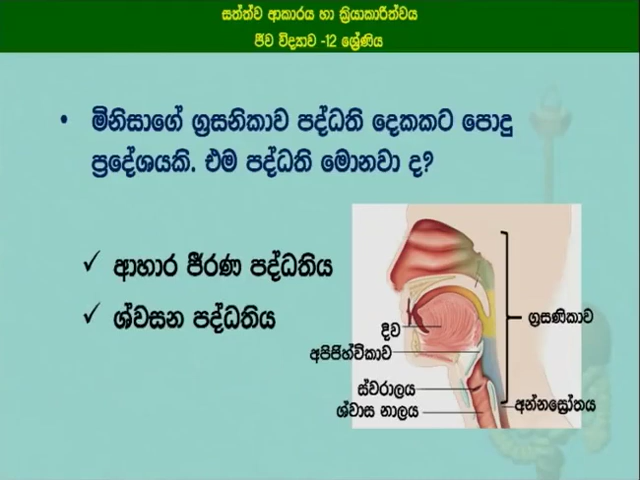 සත්ත්ව ආකාරය හා ක්‍රියාකාරිත්වය
ජීව විද්‍යාව -12 ශ්‍රේණිය
• මිනිසාගේ ග්‍රසනිකාව පද්ධති දෙකකට පොදු
ප්‍රදේශයකි. එම පද්ධති මොනවා ද?
✓ ආහාර ජීරණ පද්ධතිය
✓ ශ්වසන පද්ධතිය
ග්‍රසණිකාව
දිව
අපිජිහ්විකාව
ස්වරාලය
ශ්වාස නාලය
අන්නස්‍රෝතය